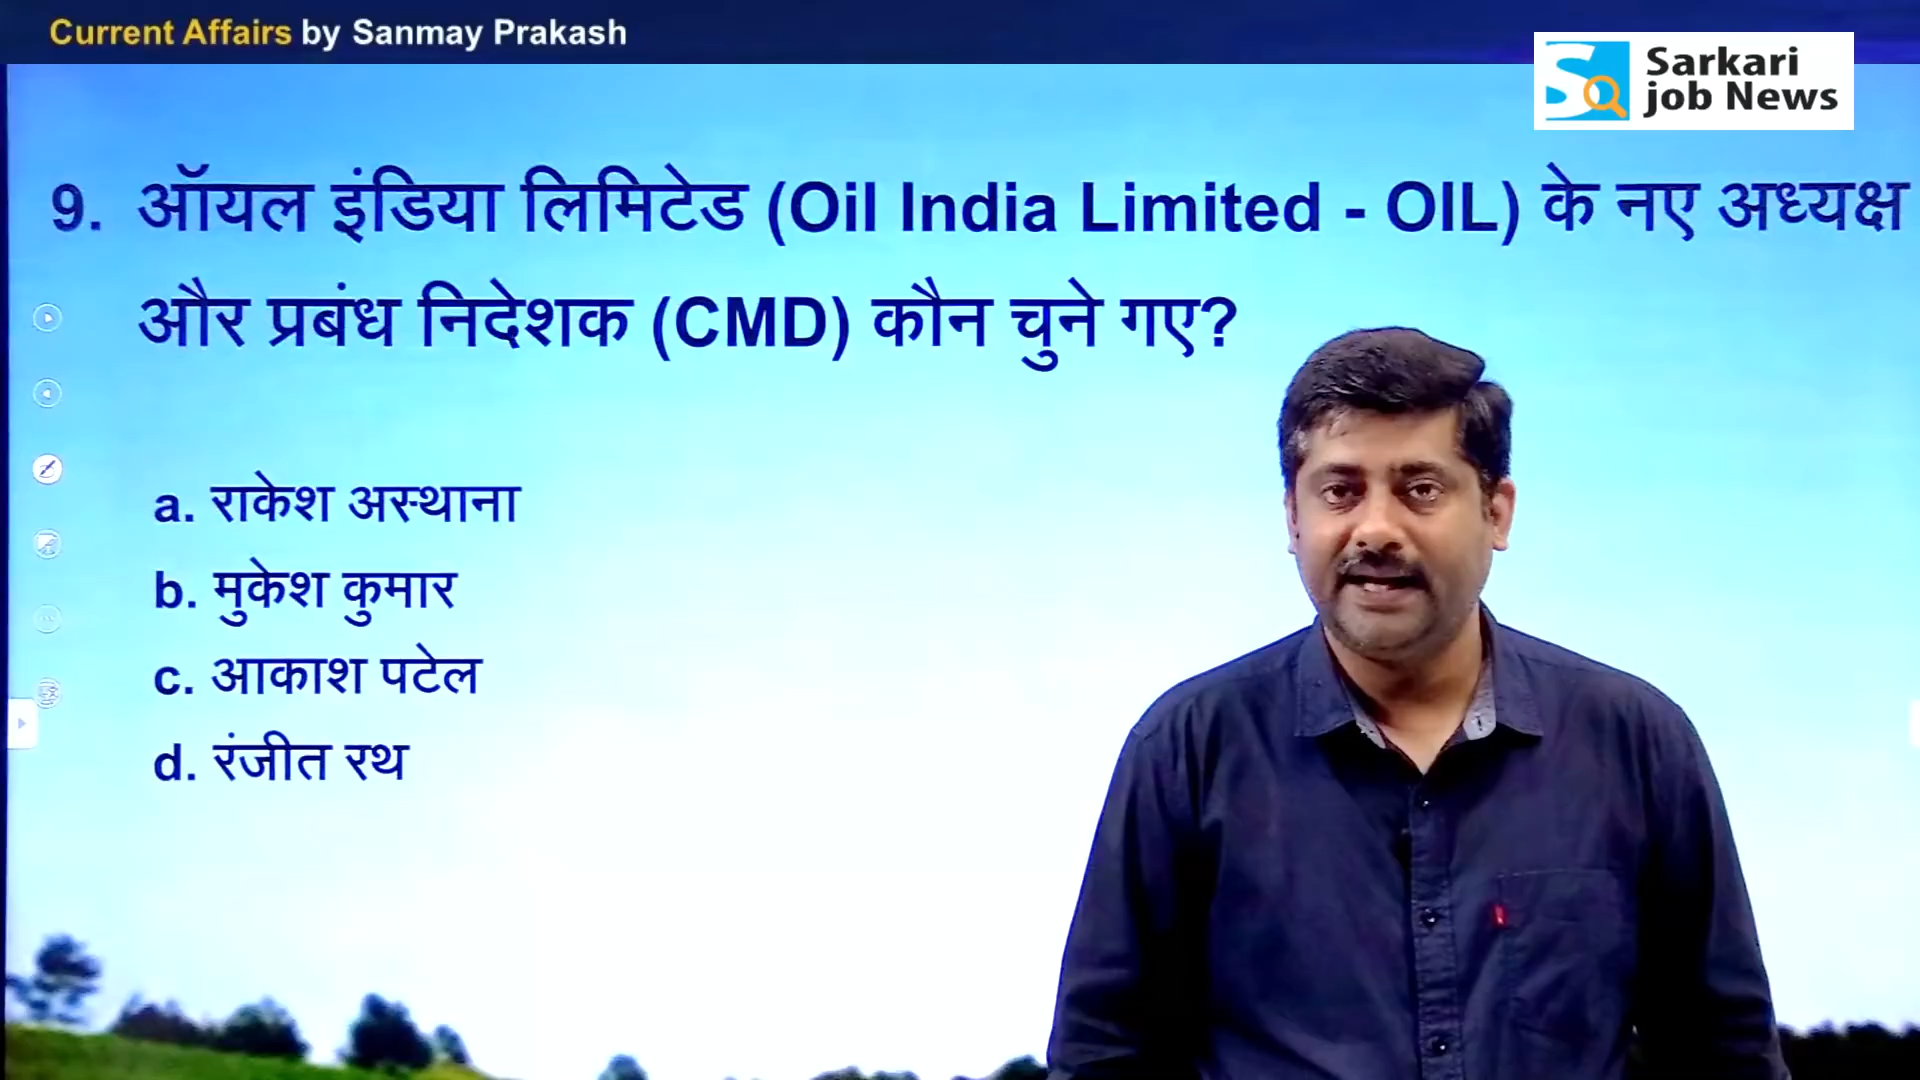 Current Affairs by Sanmay Prakash
Sarkari
job News
9. ऑयल इंडिया लिमिटेड (Oil India Limited - OIL) के नए अध्यक्ष
और प्रबंध निदेशक (CMD) कौन चुने गए?
a. राकेश अस्थाना
b. मुकेश कुमार
c. आकाश पटेल
d. रंजीत रथ